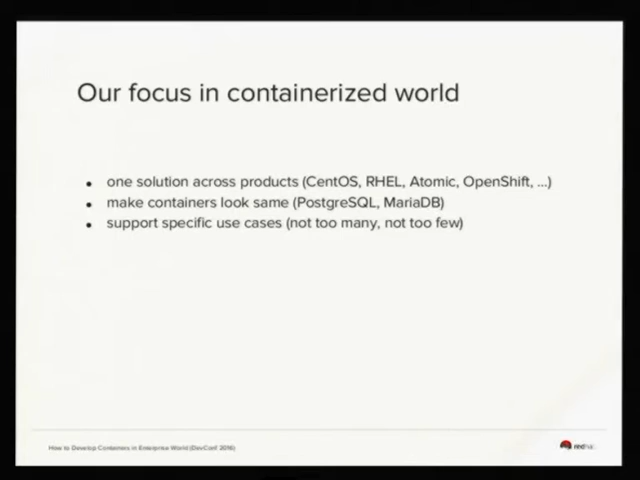 Our focus in containerized world
• one solution across products (CentOS, RHEL, Atomic, OpenShift, ...)
• make containers look same (PostgreSQL, MariaDB)
• support specific use cases (not too many, not too few)
How to Develop Containers in Enterprise World (DevConf 2016)
redhat